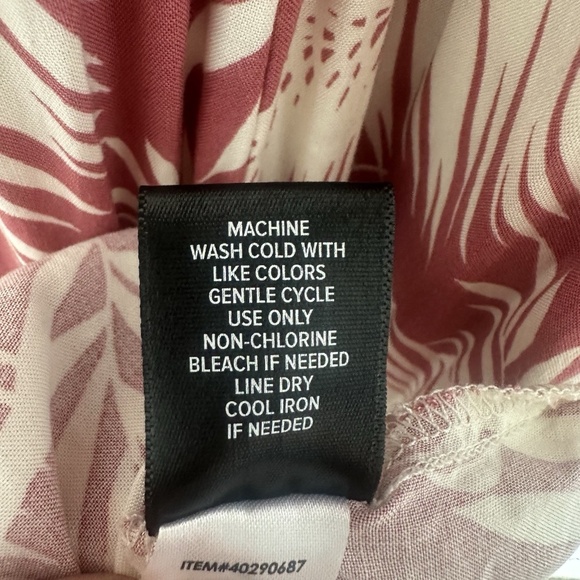 MACHINE
WASH COLD WITH
LIKE COLORS
GENTLE CYCLE
USE ONLY
NON-CHLORINE
BLEACH IF NEEDED
LINE DRY
COOL IRON
IF NEEDED
ITEM#40290687